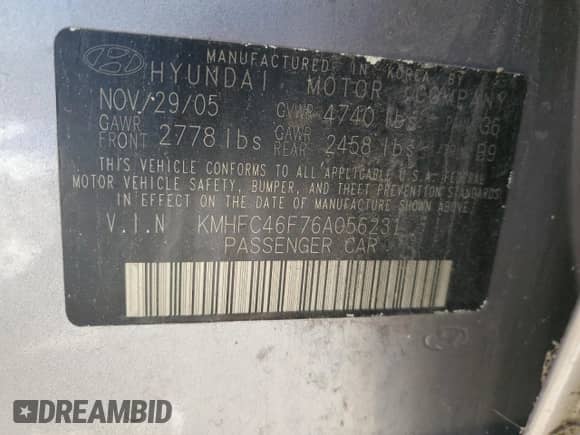 MANUFACTURED IN KOREA BY
HYUNDAI MOTOR COMPANY
NOV/29/05 GVWR 4740 lbs
GAWR FRONT 2778 lbs GAWR REAR 2458 lbs B9
THIS VEHICLE CONFORMS TO ALL APPLICABLE U.S.A. FEDERAL
MOTOR VEHICLE SAFETY, BUMPER, AND THEFT PREVENTION STANDARDS
IN EFFECT ON THE DATE OF MANUFACTURE SHOWN ABOVE.
V.I.N KMHFC46F76A056231
PASSENGER CAR
DREAMBID